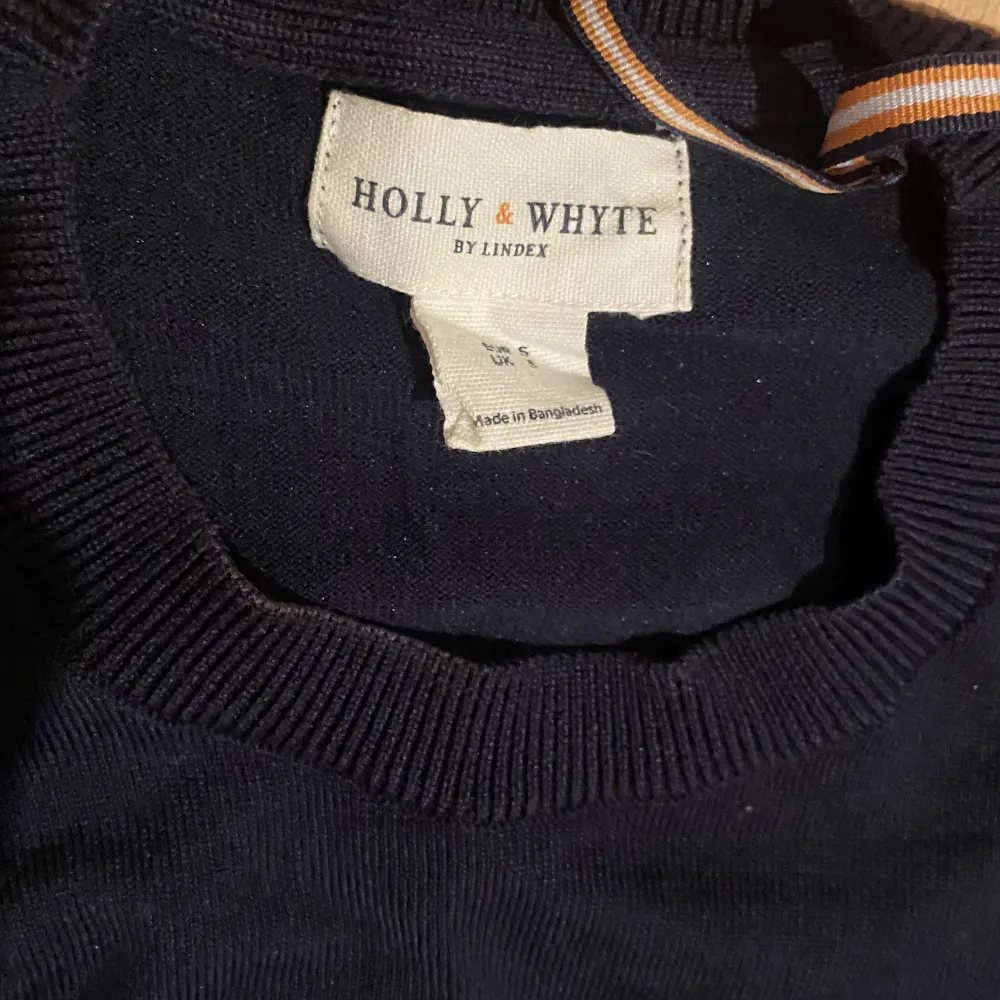 HOLLY & WHYTE
BY LINDEX
UK
Made in Bangladesh